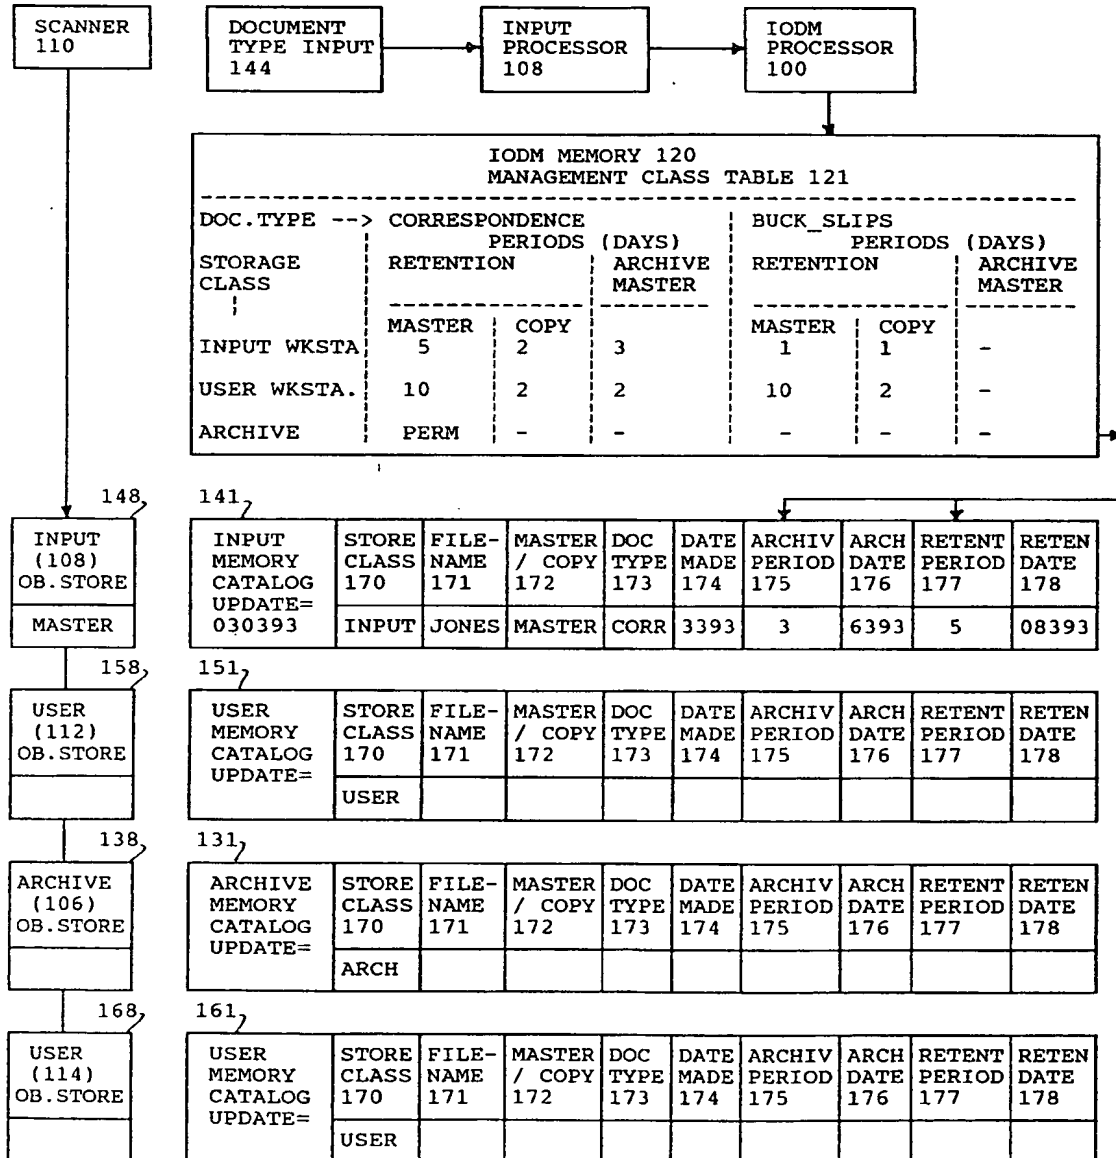 SCANNER
110
DOCUMENT
TYPE INPUT
144
INPUT
PROCESSOR
108
IODM
PROCESSOR
100
IODM MEMORY 120
MANAGEMENT CLASS TABLE 121
DOC.TYPE --> CORRESPONDENCE BUCK_SLIPS
PERIODS (DAYS) PERIODS (DAYS)
STORAGE RETENTION ARCHIVE RETENTION ARCHIVE
CLASS MASTER MASTER
MASTER COPY MASTER COPY
INPUT WKSTA 5 2 3 1 1 -
USER WKSTA. 10 2 2 10 2 -
ARCHIVE PERM - - - - -
148 141
INPUT
(108)
OB.STORE
MASTER
INPUT STORE FILE- MASTER DOC DATE ARCHIV ARCH RETENT RETEN
MEMORY CLASS NAME / COPY TYPE MADE PERIOD DATE PERIOD DATE
CATALOG 170 171 172 173 174 175 176 177 178
UPDATE=
030393 INPUT JONES MASTER CORR 3393 3 6393 5 08393
158 151
USER
(112)
OB.STORE
USER STORE FILE- MASTER DOC DATE ARCHIV ARCH RETENT RETEN
MEMORY CLASS NAME / COPY TYPE MADE PERIOD DATE PERIOD DATE
CATALOG 170 171 172 173 174 175 176 177 178
UPDATE=
USER
138 131
ARCHIVE
(106)
OB.STORE
ARCHIVE STORE FILE- MASTER DOC DATE ARCHIV ARCH RETENT RETEN
MEMORY CLASS NAME / COPY TYPE MADE PERIOD DATE PERIOD DATE
CATALOG 170 171 172 173 174 175 176 177 178
UPDATE=
ARCH
168 161
USER
(114)
OB.STORE
USER STORE FILE- MASTER DOC DATE ARCHIV ARCH RETENT RETEN
MEMORY CLASS NAME / COPY TYPE MADE PERIOD DATE PERIOD DATE
CATALOG 170 171 172 173 174 175 176 177 178
UPDATE=
USER